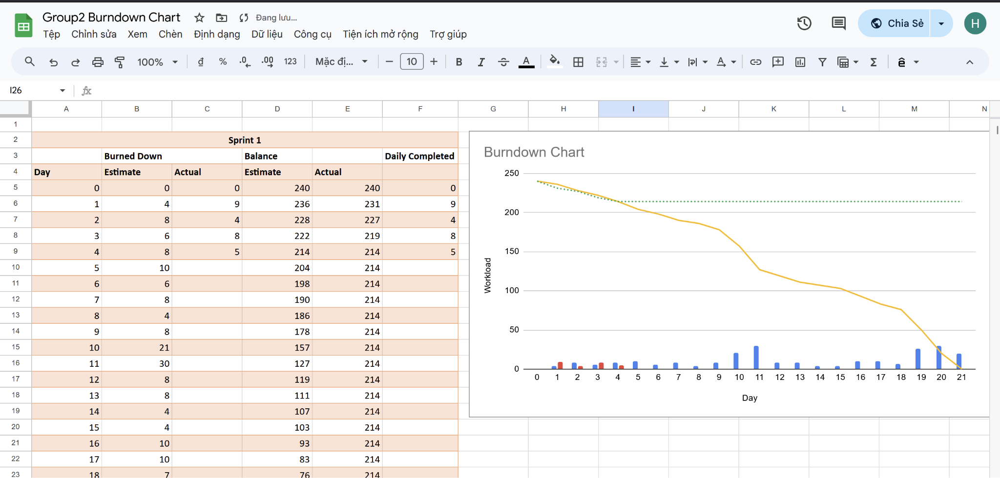 Group2 Burndown Chart Đang lưu...
Tệp Chỉnh sửa Xem Chèn Định dạng Dữ liệu Công cụ Tiện ích mở rộng Trợ giúp
Chia Sẻ
H
100% đ % .0 .00 123 Mặc đị... 10 B I A A ê
I26 fx
A B C D E F G H I J K L M N
1
2 Sprint 1
3 Burned Down Balance Daily Completed
4 Day Estimate Actual Estimate Actual
5 0 0 0 240 240 0
6 1 4 9 236 231 9
7 2 8 4 228 227 4
8 3 6 8 222 219 8
9 4 8 5 214 214 5
10 5 10 204 214
11 6 6 198 214
12 7 8 190 214
13 8 4 186 214
14 9 8 178 214
15 10 21 157 214
16 11 30 127 214
17 12 8 119 214
18 13 8 111 214
19 14 4 107 214
20 15 4 103 214
21 16 10 93 214
22 17 10 83 214
23 18 7 76 214
Burndown Chart
250
200
150
100
50
0
Workload
0 1 2 3 4 5 6 7 8 9 10 11 12 13 14 15 16 17 18 19 20 21
Day